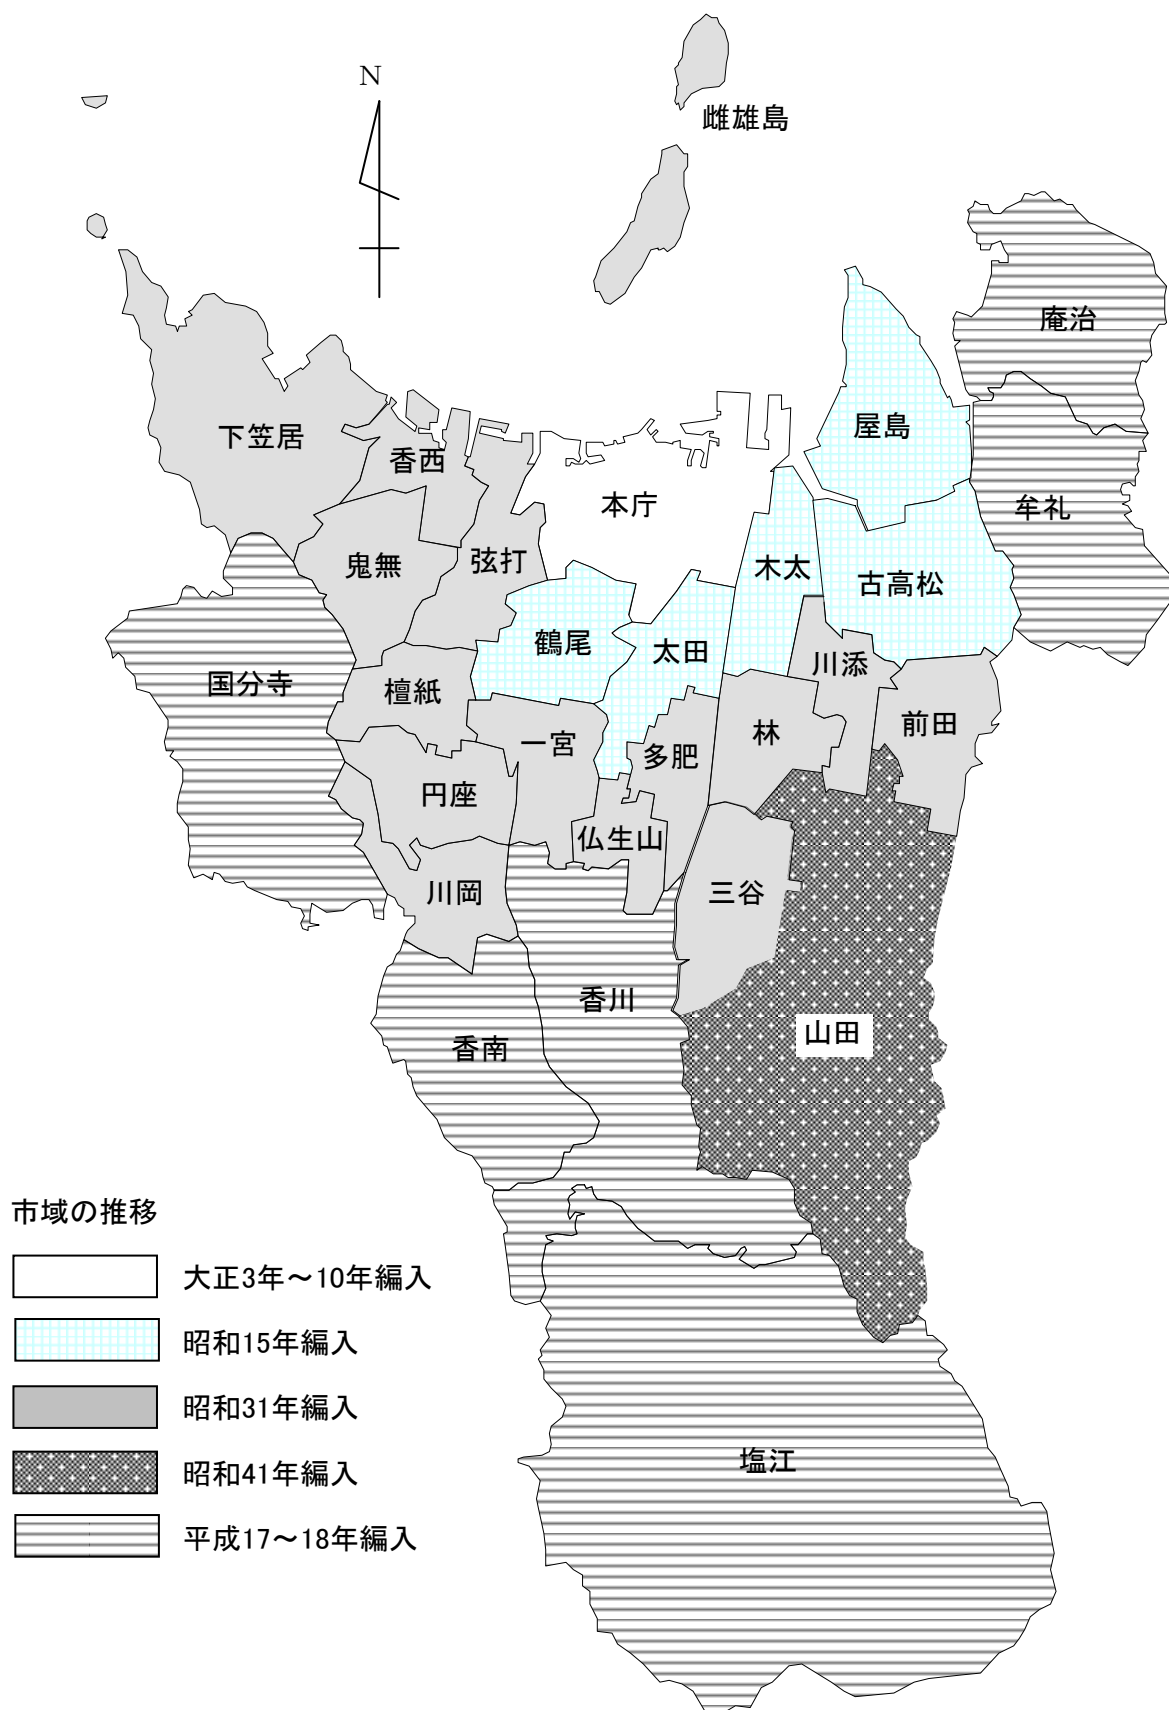 N
雌雄島
庵治
下笠居
香西
屋島
本庁
牟礼
鬼無
弦打
木太
古高松
鶴尾
太田
川添
国分寺
檀紙
一宮
多肥
林
前田
円座
仏生山
川岡
三谷
香川
山田
香南
塩江
市域の推移
大正3年～10年編入
昭和15年編入
昭和31年編入
昭和41年編入
平成17～18年編入